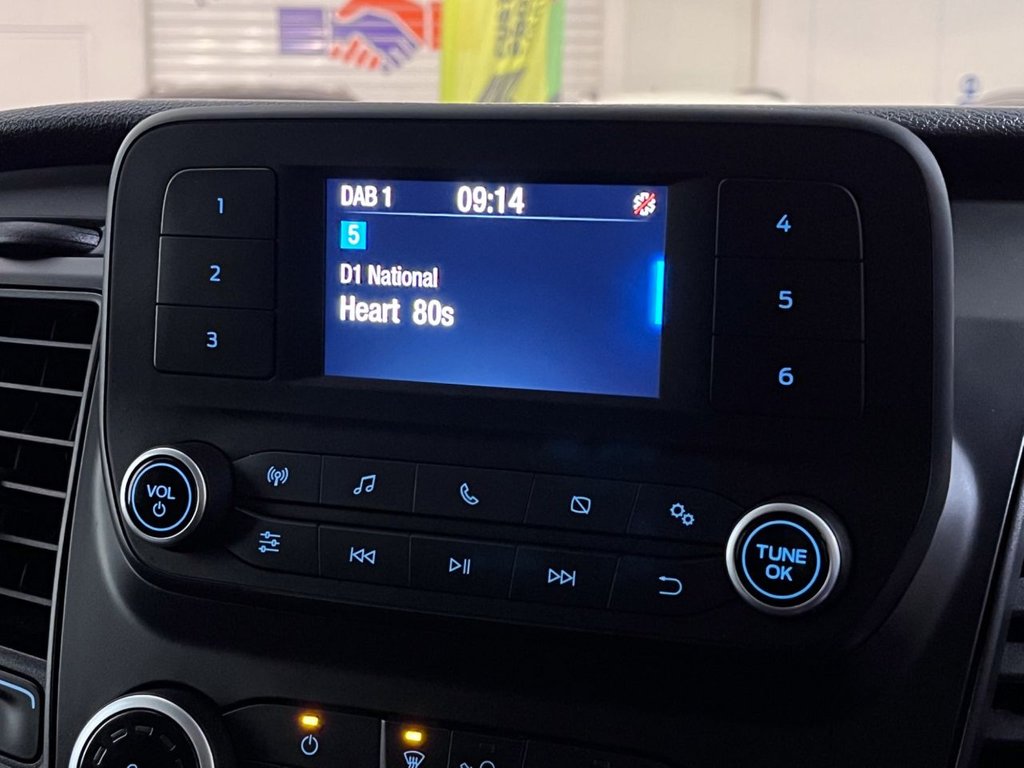 DAB 1 09:14
5
D1 National
Heart 80s
1
2
3
4
5
6
VOL
TUNE
OK